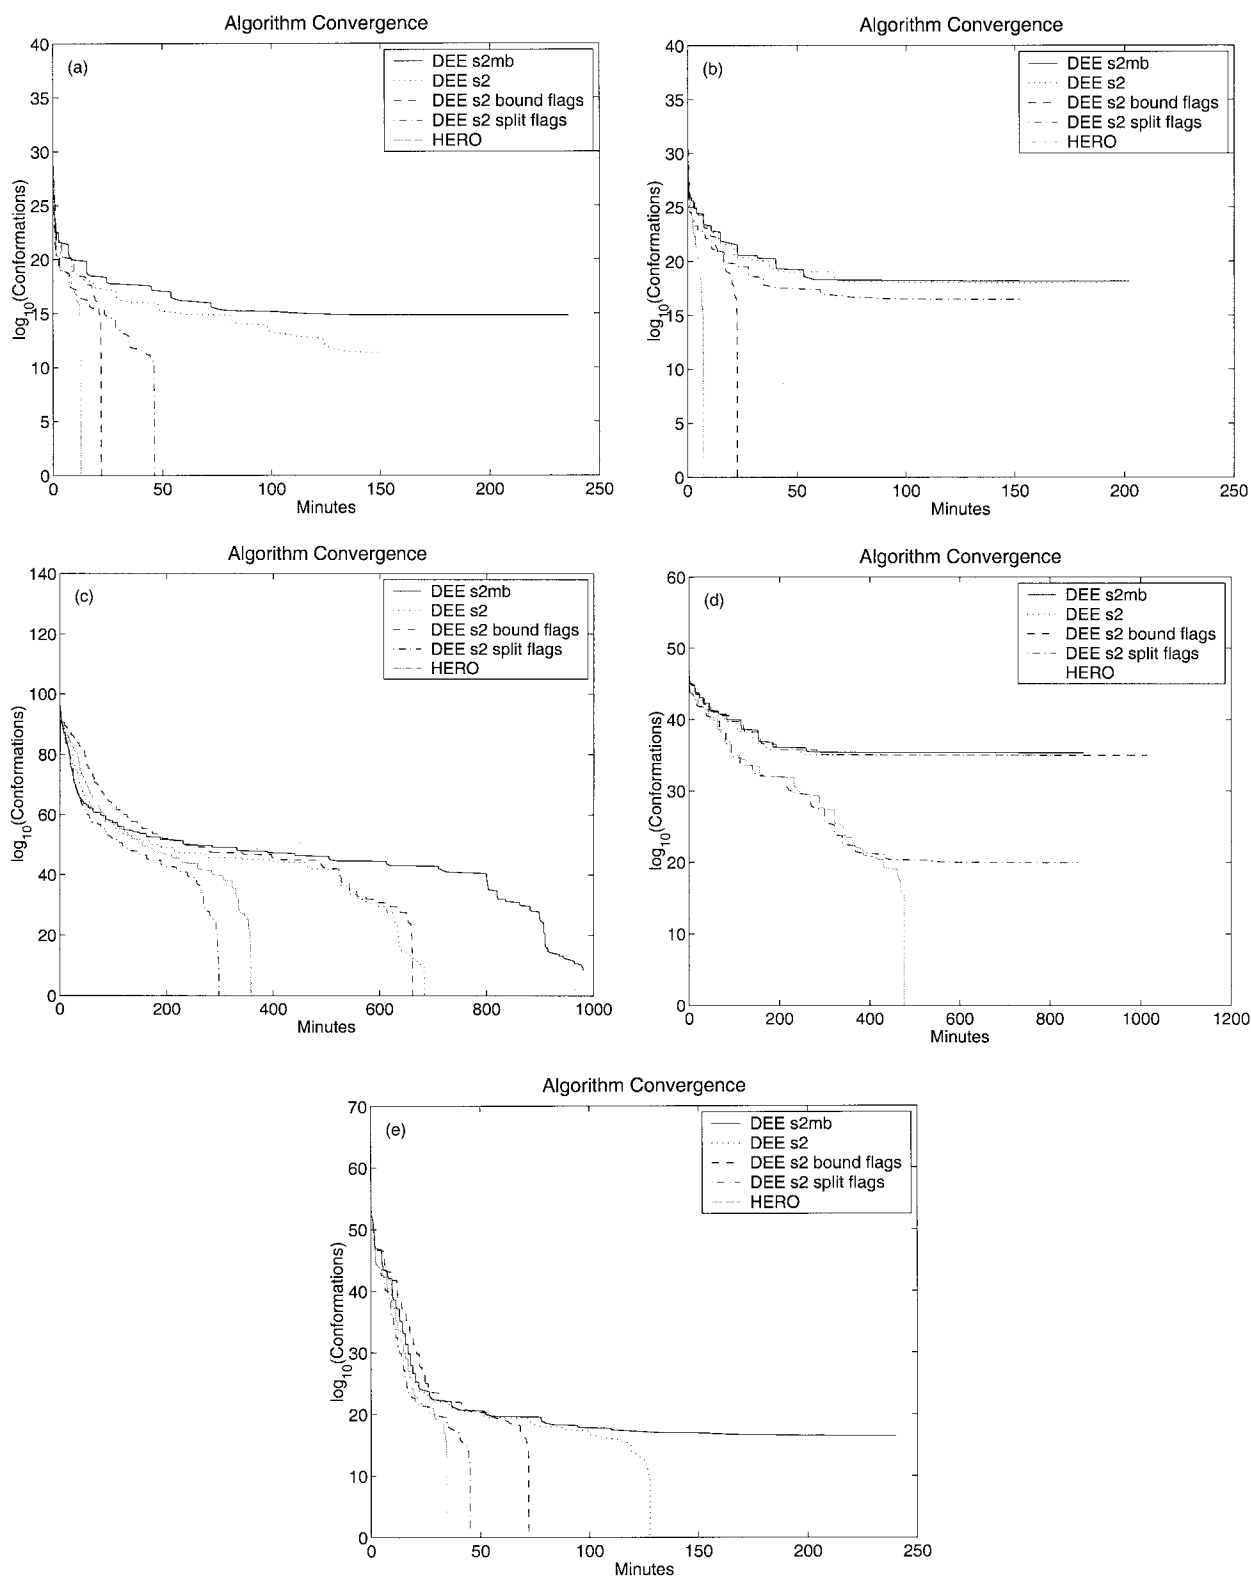 Algorithm Convergence
(a)
DEE s2mb
DEE s2
DEE s2 bound flags
DEE s2 split flags
HERO
log10(Conformations)
40
35
30
25
20
15
10
5
0
0 50 100 150 200 250
Minutes
Algorithm Convergence
(b)
DEE s2mb
DEE s2
DEE s2 bound flags
DEE s2 split flags
HERO
log10(Conformations)
40
35
30
25
20
15
10
5
0
0 50 100 150 200 250
Minutes
Algorithm Convergence
(c)
DEE s2mb
DEE s2
DEE s2 bound flags
DEE s2 split flags
HERO
log10(Conformations)
140
120
100
80
60
40
20
0
0 200 400 600 800 1000
Minutes
Algorithm Convergence
(d)
DEE s2mb
DEE s2
DEE s2 bound flags
DEE s2 split flags
HERO
log10(Conformations)
60
50
40
30
20
10
0
0 200 400 600 800 1000 1200
Minutes
Algorithm Convergence
(e)
DEE s2mb
DEE s2
DEE s2 bound flags
DEE s2 split flags
HERO
log10(Conformations)
70
60
50
40
30
20
10
0
0 50 100 150 200 250
Minutes